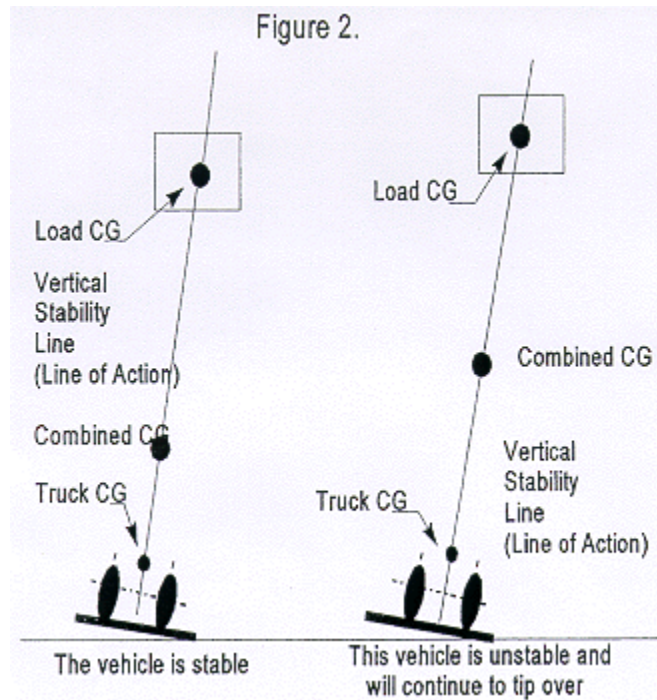 Figure 2.
Load CG
Vertical
Stability
Line
(Line of Action)
Combined CG
Truck CG
The vehicle is stable
Load CG
Combined CG
Vertical
Stability
Line
(Line of Action)
Truck CG
This vehicle is unstable and
will continue to tip over